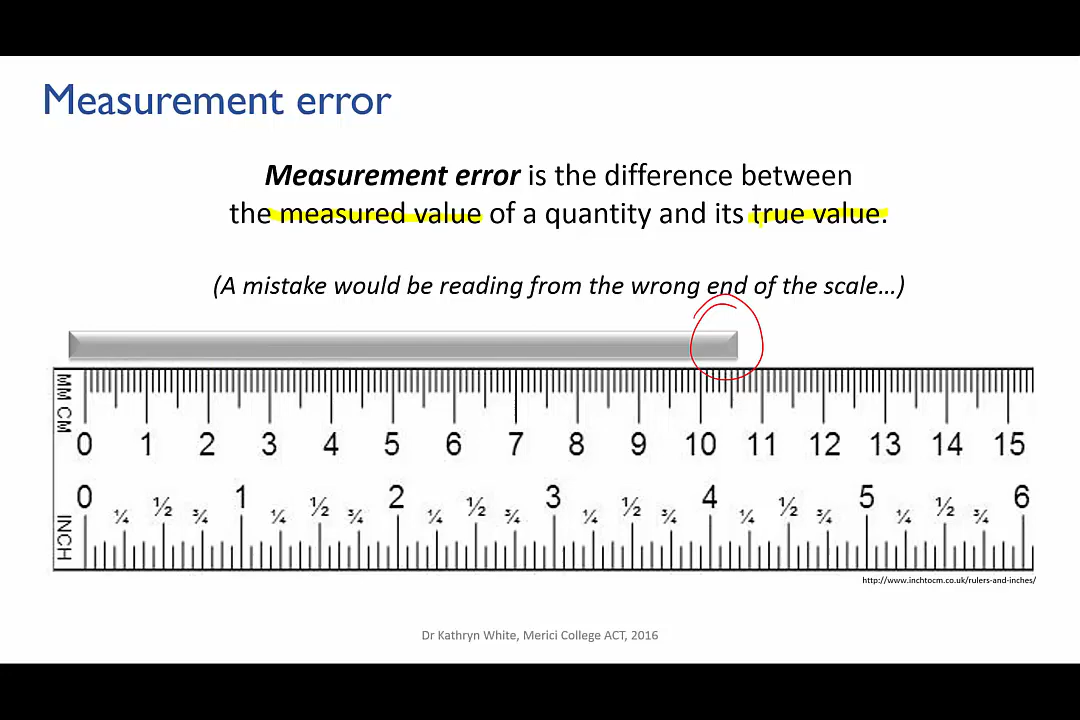 Measurement error
Measurement error is the difference between
the measured value of a quantity and its true value.
(A mistake would be reading from the wrong end of the scale...)
MM CM
0 1 2 3 4 5 6 7 8 9 10 11 12 13 14 15
0 ¼ ½ ¾ 1 ¼ ½ ¾ 2 ¼ ½ ¾ 3 ¼ ½ ¾ 4 ¼ ½ ¾ 5 ¼ ½ ¾ 6
INCH
http://www.inchtocm.co.uk/rulers-and-inches/
Dr Kathryn White, Merici College ACT, 2016